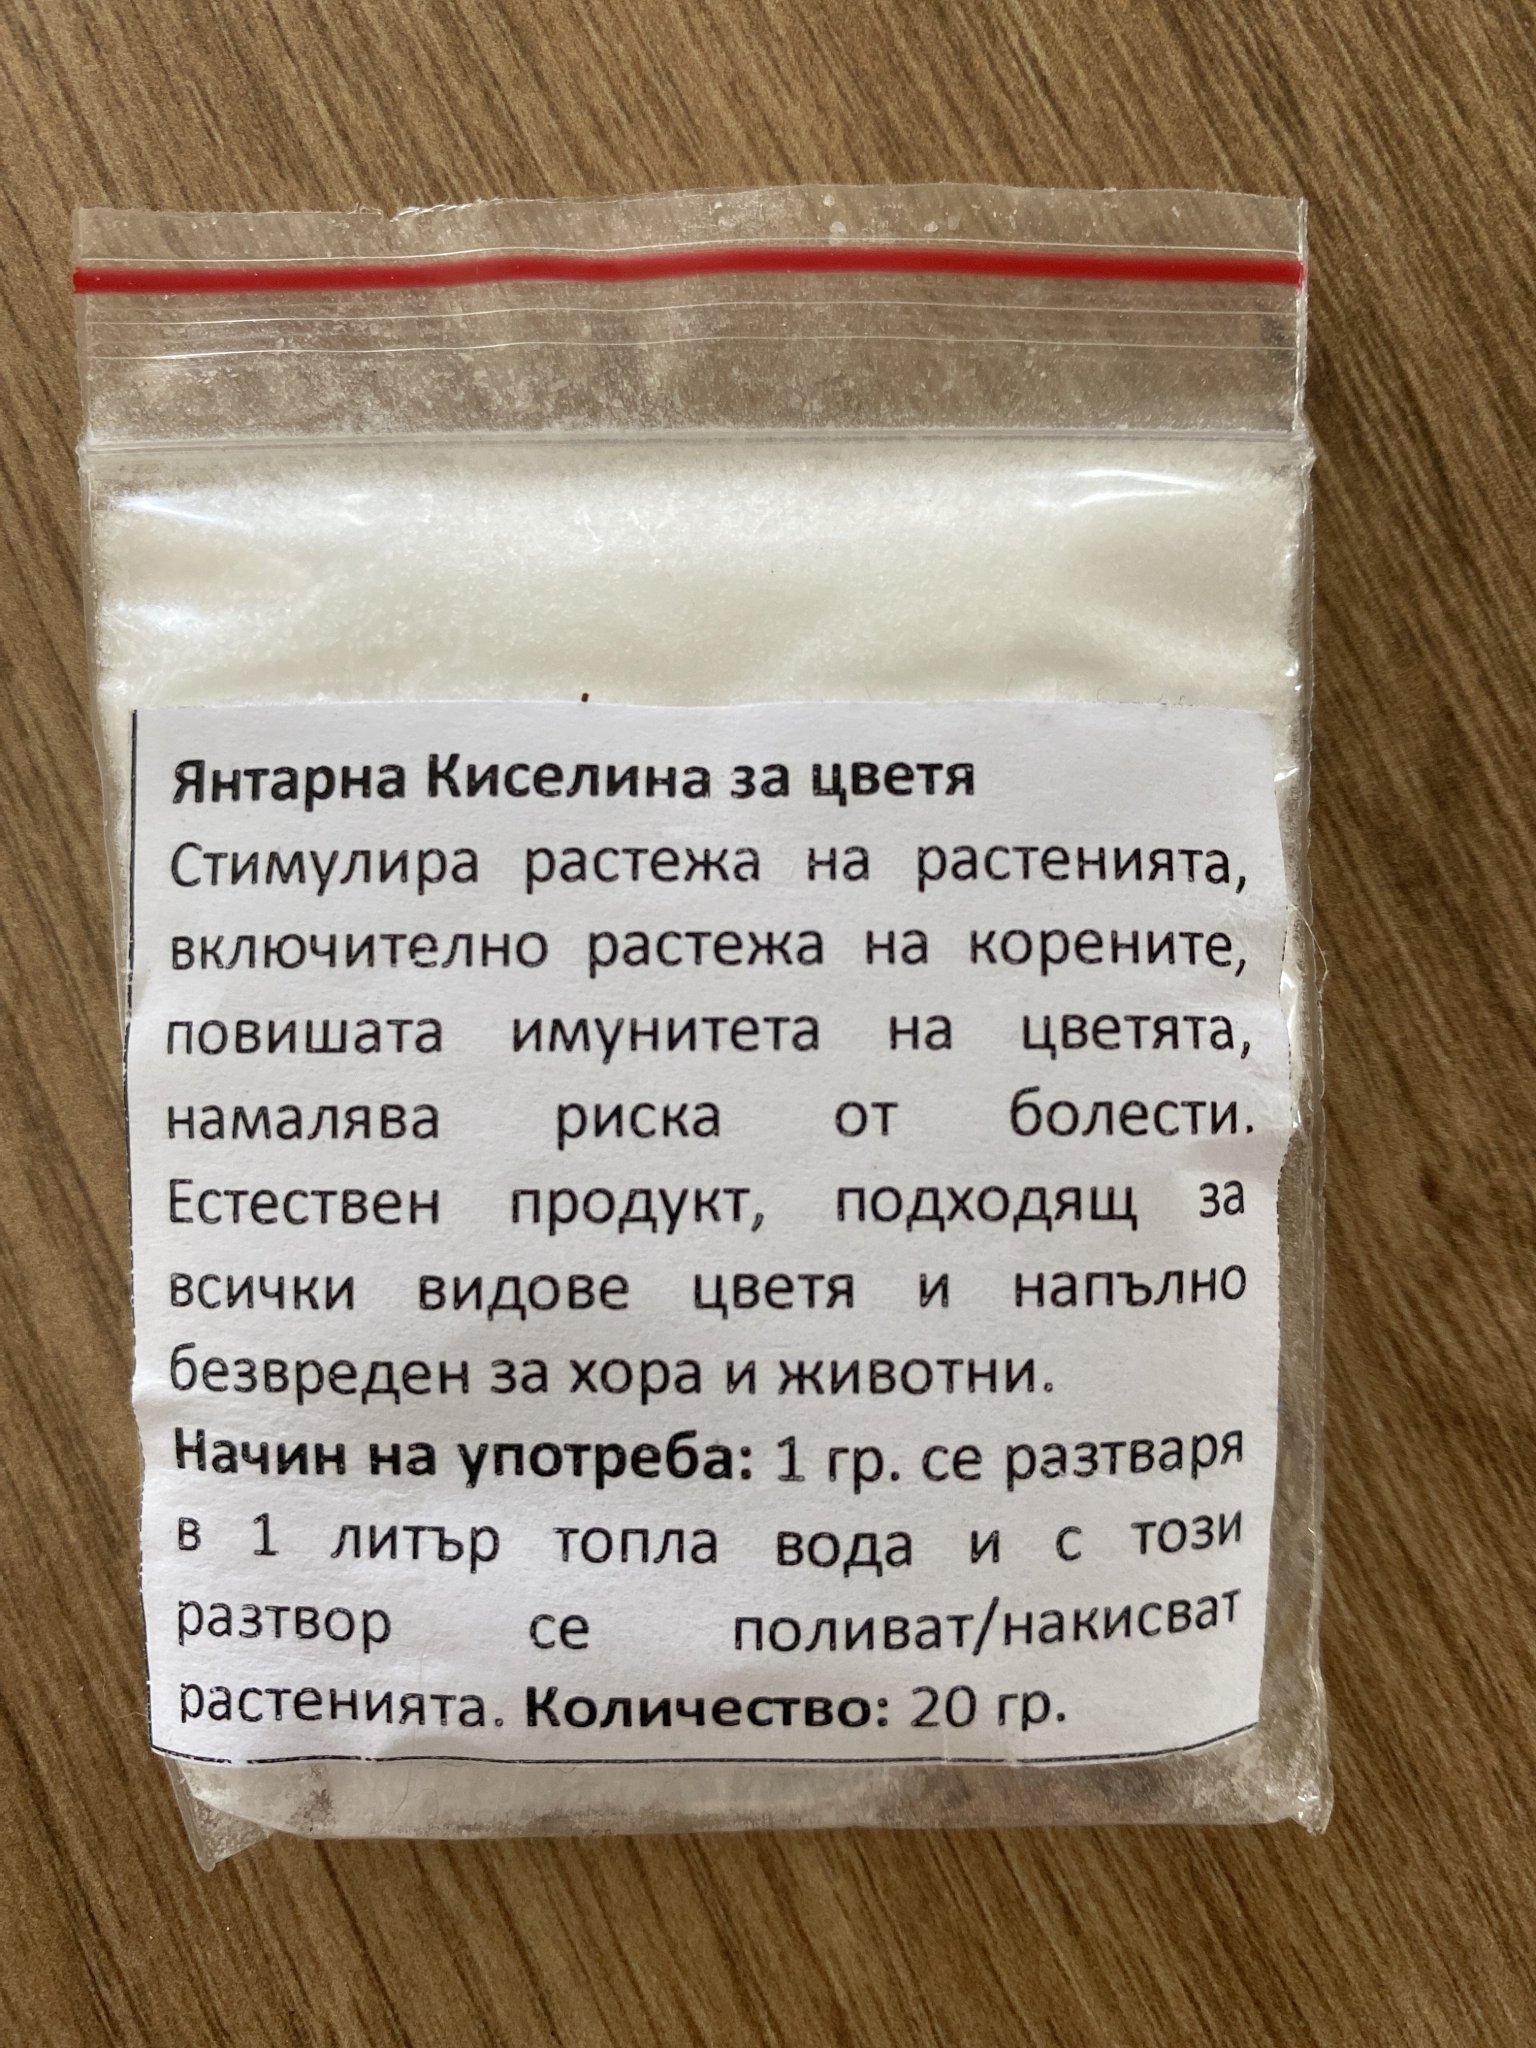 Янтарна Киселина за цветя
Стимулира растежа на растенията,
включително растежа на корените,
повишата имунитета на цветята,
намалява риска от болести.
Естествен продукт, подходящ за
всички видове цветя и напълно
безвреден за хора и животни.
Начин на употреба: 1 гр. се разтваря
в 1 литър топла вода и с този
разтвор се поливат/накисват
растенията. Количество: 20 гр.